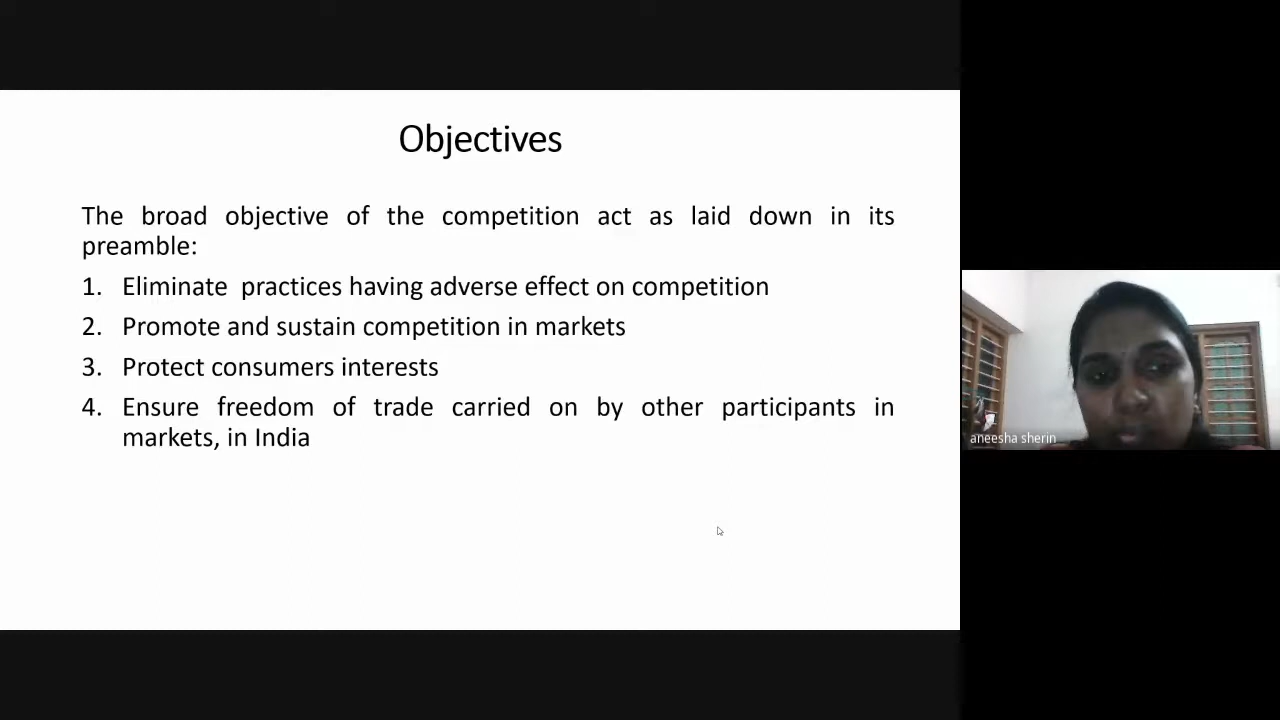 Objectives
The broad objective of the competition act as laid down in its
preamble:
1. Eliminate  practices having adverse effect on competition
2. Promote and sustain competition in markets
3. Protect consumers interests
4. Ensure freedom of trade carried on by other participants in
markets, in India
aneesha sherin